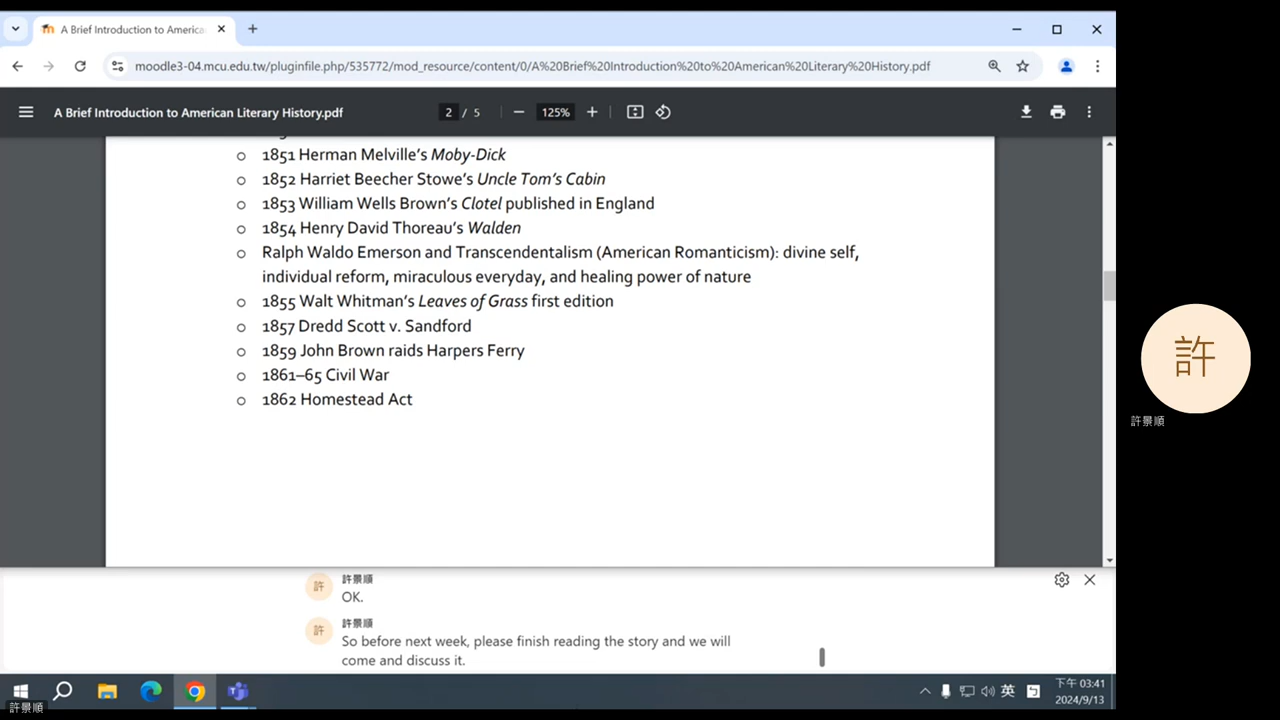 A Brief Introduction to America
moodle3-04.mcu.edu.tw/pluginfile.php/535772/mod_resource/content/0/A%20Brief%20Introduction%20to%20American%20Literary%20History.pdf
A Brief Introduction to American Literary History.pdf
2 / 5
125%
1851 Herman Melville’s Moby-Dick
1852 Harriet Beecher Stowe’s Uncle Tom’s Cabin
1853 William Wells Brown’s Clotel published in England
1854 Henry David Thoreau’s Walden
Ralph Waldo Emerson and Transcendentalism (American Romanticism): divine self,
individual reform, miraculous everyday, and healing power of nature
1855 Walt Whitman’s Leaves of Grass first edition
1857 Dredd Scott v. Sandford
1859 John Brown raids Harpers Ferry
1861–65 Civil War
1862 Homestead Act
許
許景順
許
許景順
OK.
許
許景順
So before next week, please finish reading the story and we will
come and discuss it.
英
下午 03:41
2024/9/13
許景順